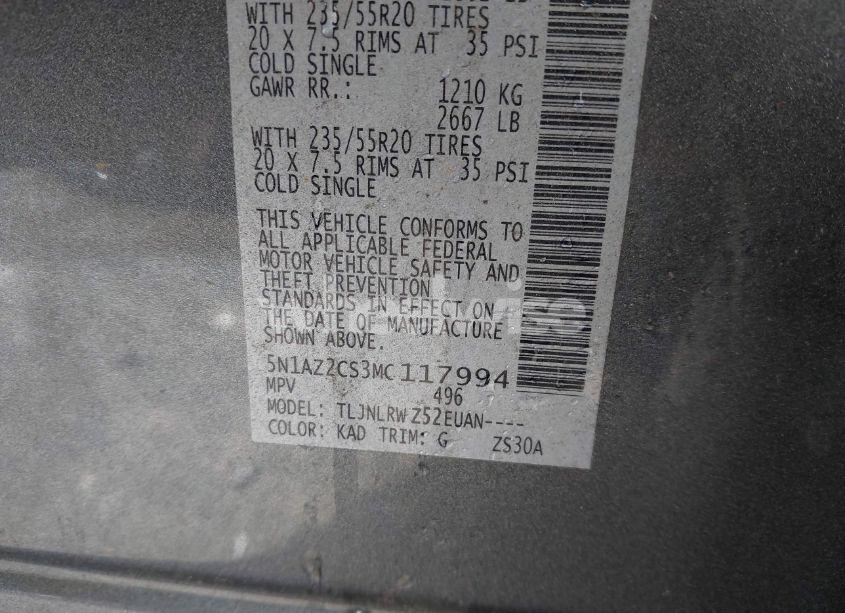 WITH 235/55R20 TIRES
20 X 7.5 RIMS AT 35 PSI
COLD SINGLE
GAWR RR.: 1210 KG
2667 LB
WITH 235/55R20 TIRES
20 X 7.5 RIMS AT 35 PSI
COLD SINGLE
THIS VEHICLE CONFORMS TO
ALL APPLICABLE FEDERAL
MOTOR VEHICLE SAFETY AND
THEFT PREVENTION
STANDARDS IN EFFECT ON
THE DATE OF MANUFACTURE
SHOWN ABOVE.
5N1AZ2CS3MC117994
MPV 496
MODEL: TLJNLRWZ52EUAN----
COLOR: KAD TRIM: G ZS30A